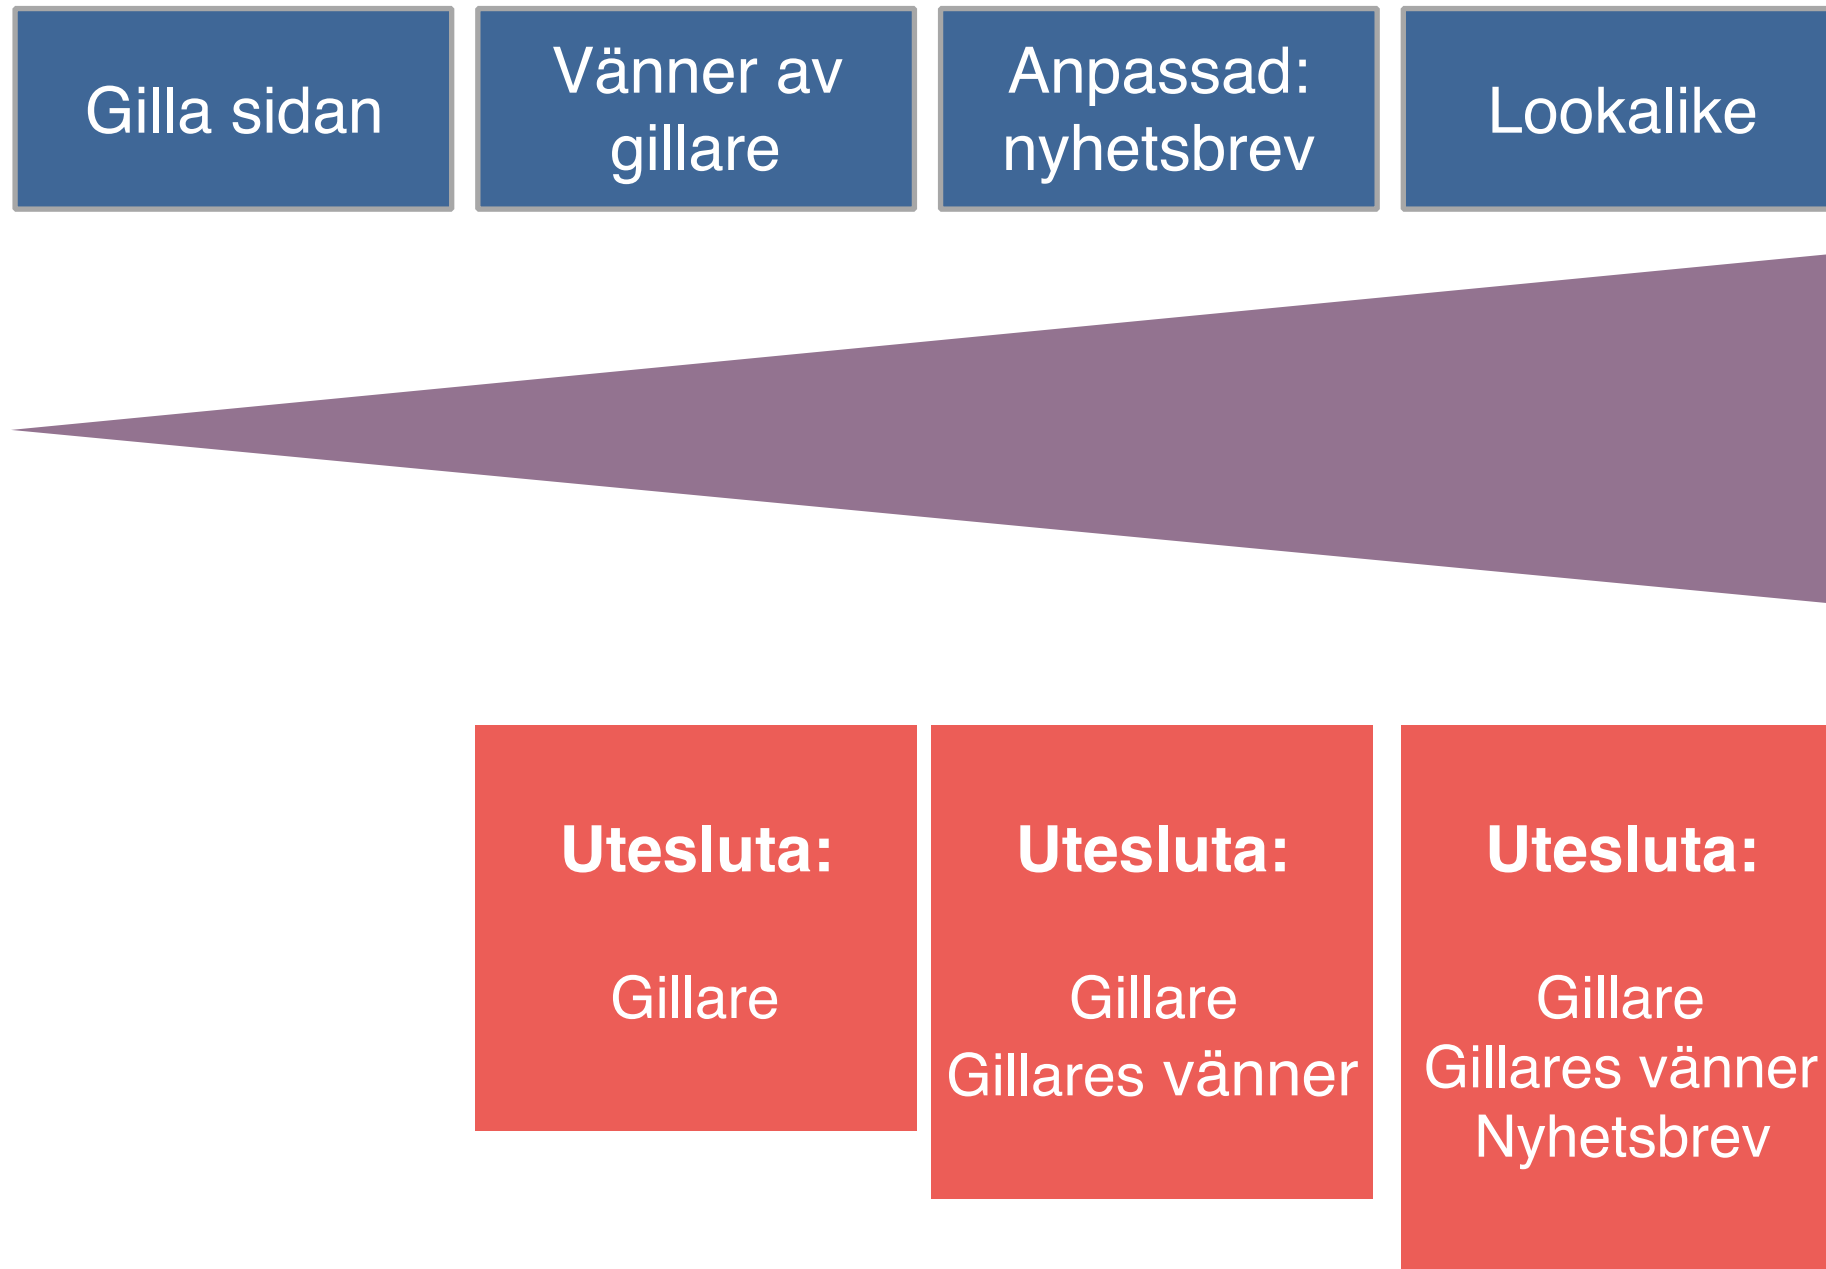 Gilla sidan
Vänner av
gillare
Anpassad:
nyhetsbrev
Lookalike
Utesluta:
Gillare
Utesluta:
Gillare
Gillares vänner
Utesluta:
Gillare
Gillares vänner
Nyhetsbrev